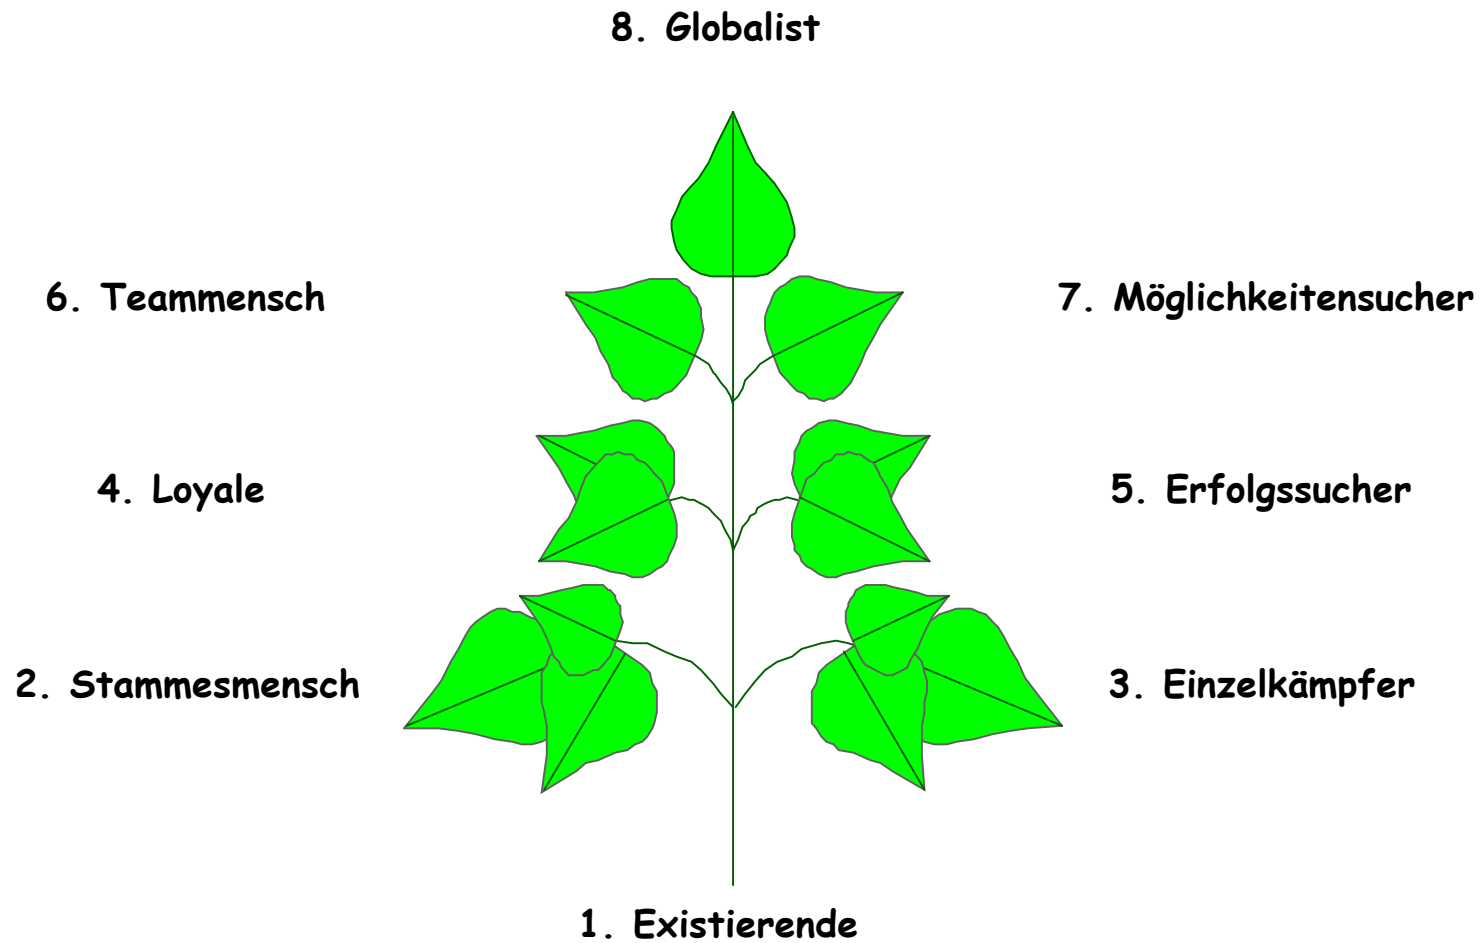 8. Globalist
6. Teammensch
7. Möglichkeitensucher
4. Loyale
5. Erfolgssucher
2. Stammesmensch
3. Einzelkämpfer
1. Existierende